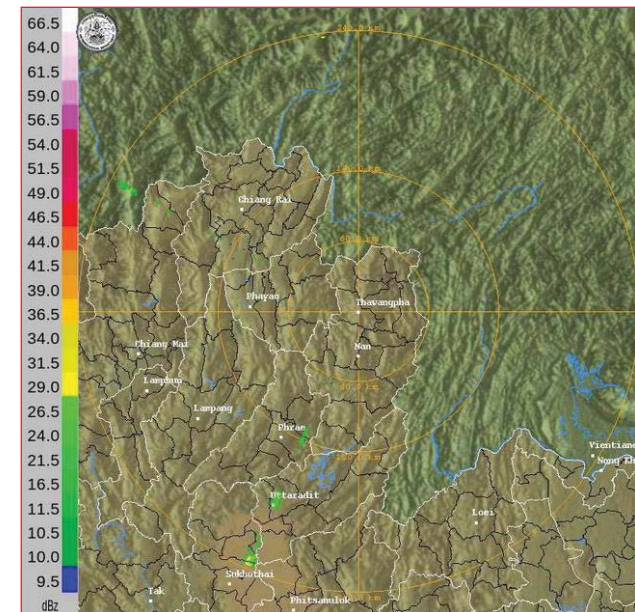 66.5
64.0
61.5
59.0
56.5
54.0
51.5
49.0
46.5
44.0
41.5
39.0
36.5
34.0
31.5
29.0
26.5
24.0
21.5
16.5
11.5
10.5
10.0
9.5
dBz
Chiang Rai
Phayao
Thavangpha
Nan
Chiang Mai
Lamphun
Lampang
Phrae
Vientiane
Nong Kh
Uttaradit
Loei
Sukhothai
Tak
Phitsanulok